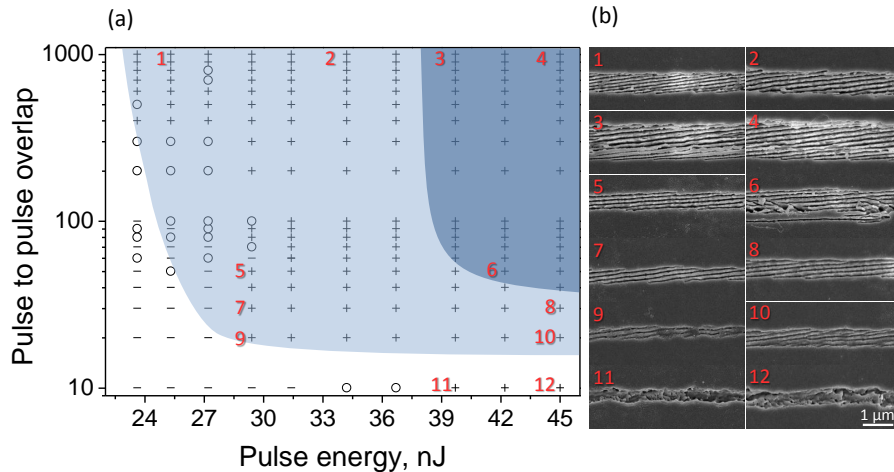 (a)
(b)
1000
100
10
Pulse to pulse overlap
1 2 3 4
5 6
7 8
9 10
11 12
24 27 30 33 36 39 42 45
Pulse energy, nJ
1 2
3 4
5 6
7 8
9 10
11 12
1 μm